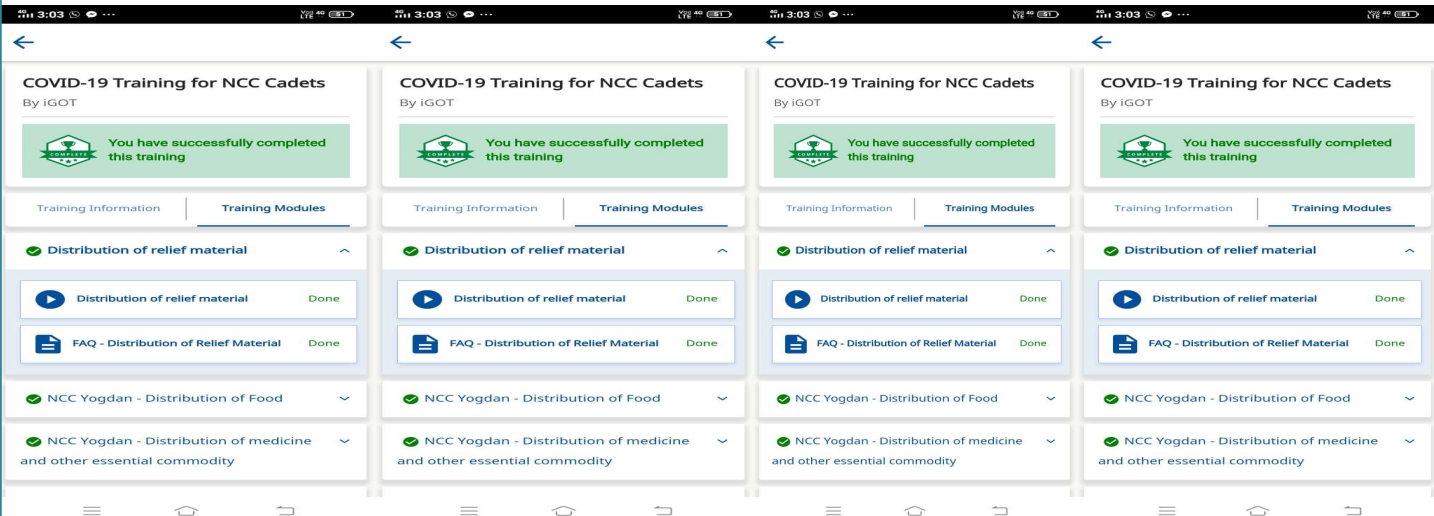 3:03
51
COVID-19 Training for NCC Cadets
By iGOT
COMPLETE
You have successfully completed
this training
Training Information
Training Modules
Distribution of relief material
Distribution of relief material Done
FAQ - Distribution of Relief Material Done
NCC Yogdan - Distribution of Food
NCC Yogdan - Distribution of medicine
and other essential commodity
3:03
51
COVID-19 Training for NCC Cadets
By iGOT
COMPLETE
You have successfully completed
this training
Training Information
Training Modules
Distribution of relief material
Distribution of relief material Done
FAQ - Distribution of Relief Material Done
NCC Yogdan - Distribution of Food
NCC Yogdan - Distribution of medicine
and other essential commodity
3:03
51
COVID-19 Training for NCC Cadets
By iGOT
COMPLETE
You have successfully completed
this training
Training Information
Training Modules
Distribution of relief material
Distribution of relief material Done
FAQ - Distribution of Relief Material Done
NCC Yogdan - Distribution of Food
NCC Yogdan - Distribution of medicine
and other essential commodity
3:03
51
COVID-19 Training for NCC Cadets
By iGOT
COMPLETE
You have successfully completed
this training
Training Information
Training Modules
Distribution of relief material
Distribution of relief material Done
FAQ - Distribution of Relief Material Done
NCC Yogdan - Distribution of Food
NCC Yogdan - Distribution of medicine
and other essential commodity